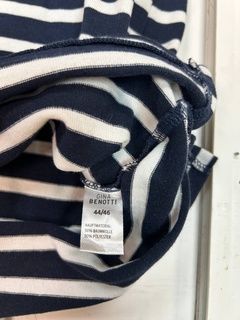 GINA
BENOTTI
44/46
HAUPTMATERIAL
50% BAUMWOLLE
50% POLYESTER